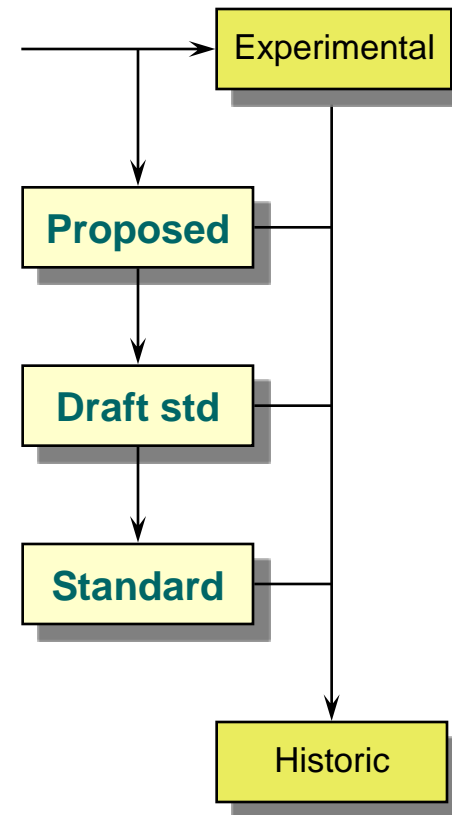 Experimental
Proposed
Draft std
Standard
Historic